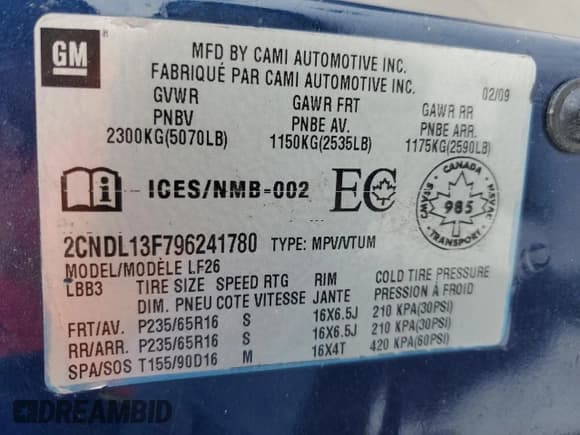 GM
MFD BY CAMI AUTOMOTIVE INC.
FABRIQUÉ PAR CAMI AUTOMOTIVE INC.
02/09
GVWR GAWR FRT GAWR RR
PNBV PNBE AV. PNBE ARR.
2300KG(5070LB) 1150KG(2535LB) 1175KG(2590LB)
i ICES/NMB-002 EC CANADA CMVSS NSVAC 985
2CNDL13F796241780 TYPE: MPV/VTUM
MODEL/MODÈLE LF26
LBB3 TIRE SIZE SPEED RTG RIM COLD TIRE PRESSURE
DIM. PNEU COTE VITESSE JANTE PRESSION À FROID
FRT/AV. P235/65R16 S 16X6.5J 210 KPA(30PSI)
RR/ARR. P235/65R16 S 16X6.5J 210 KPA(30PSI)
SPA/SOS T155/90D16 M 16X4T 420 KPA(60PSI)
DREAMBID